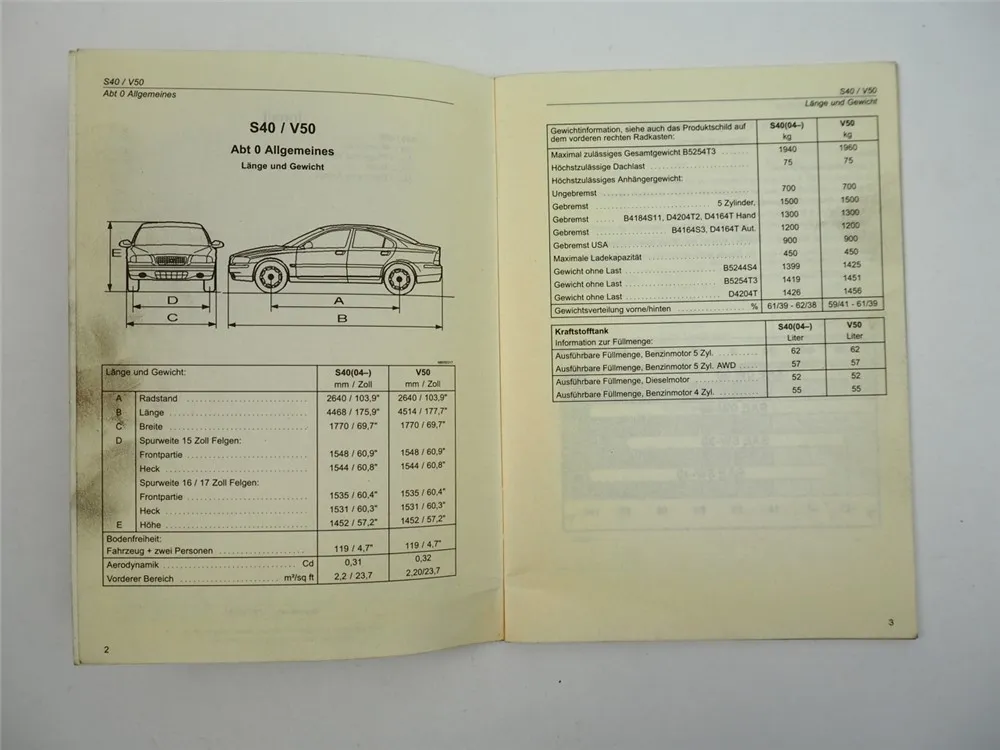 S40 / V50
Abt 0 Allgemeines
S40 / V50
Abt 0 Allgemeines
Länge und Gewicht
E
D
C
A
B
Länge und Gewicht: S40(04–) V50
mm / Zoll mm / Zoll
A Radstand 2640 / 103,9" 2640 / 103,9"
B Länge 4468 / 175,9" 4514 / 177,7"
C Breite 1770 / 69,7" 1770 / 69,7"
D Spurweite 15 Zoll Felgen:
Frontpartie 1548 / 60,9" 1548 / 60,9"
Heck 1544 / 60,8" 1544 / 60,8"
Spurweite 16 / 17 Zoll Felgen:
Frontpartie 1535 / 60,4" 1535 / 60,4"
Heck 1531 / 60,3" 1531 / 60,3"
E Höhe 1452 / 57,2" 1452 / 57,2"
Bodenfreiheit:
Fahrzeug + zwei Personen 119 / 4,7" 119 / 4,7"
Aerodynamik Cd 0,31 0,32
Vorderer Bereich m²/sq ft 2,2 / 23,7 2,20/23,7
2
S40 / V50
Länge und Gewicht
Gewichtinformation, siehe auch das Produktschild auf S40(04–) V50
dem vorderen rechten Radkasten: kg kg
Maximal zulässiges Gesamtgewicht B5254T3 1940 1960
Höchstzulässige Dachlast 75 75
Höchstzulässiges Anhängergewicht:
Ungebremst 700 700
Gebremst 5 Zylinder, 1500 1500
Gebremst B4184S11, D4204T2, D4164T Hand 1300 1300
Gebremst B4164S3, D4164T Aut. 1200 1200
Gebremst USA 900 900
Maximale Ladekapazität 450 450
Gewicht ohne Last B5244S4 1399 1425
Gewicht ohne Last B5254T3 1419 1451
Gewicht ohne Last D4204T 1426 1456
Gewichtsverteilung vorne/hinten % 61/39 - 62/38 59/41 - 61/39
Kraftstofftank S40(04–) V50
Information zur Füllmenge: Liter Liter
Ausführbare Füllmenge, Benzinmotor 5 Zyl. 62 62
Ausführbare Füllmenge, Benzinmotor 5 Zyl. AWD 57 57
Ausführbare Füllmenge, Dieselmotor 52 52
Ausführbare Füllmenge, Benzinmotor 4 Zyl. 55 55
3